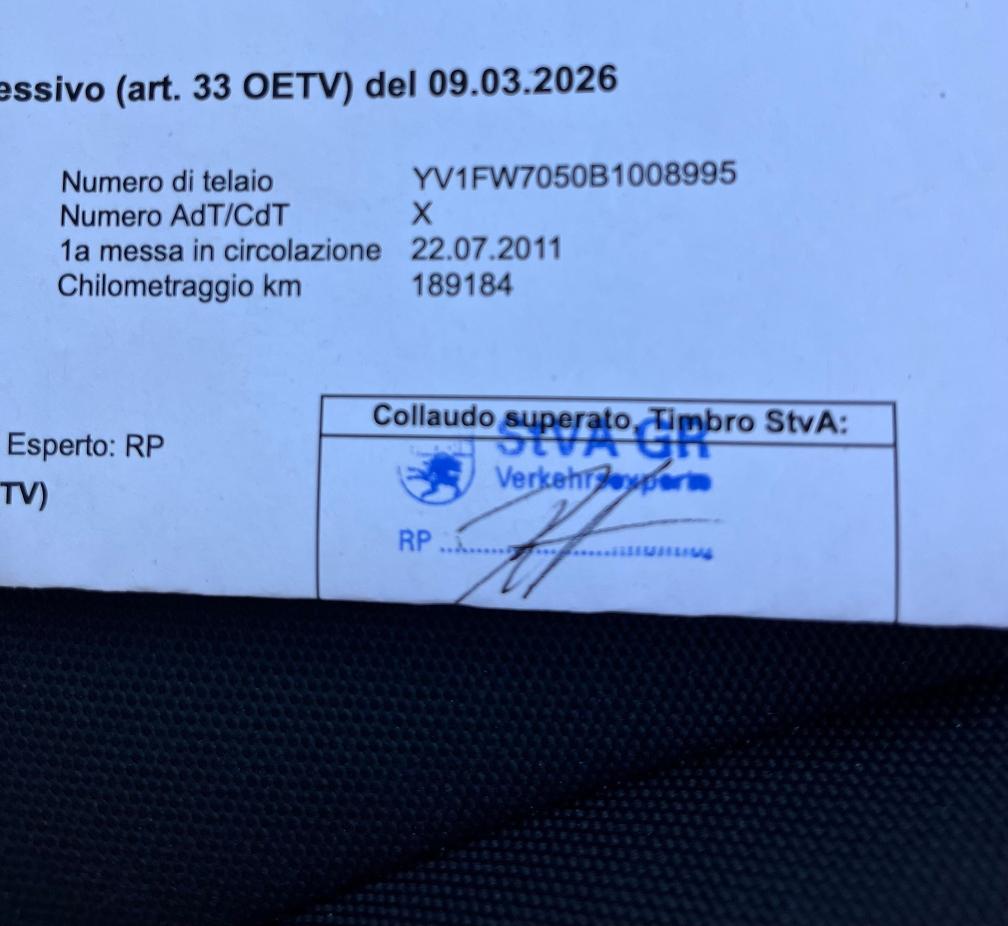 essivo (art. 33 OETV) del 09.03.2026
Numero di telaio YV1FW7050B1008995
Numero AdT/CdT X
1a messa in circolazione 22.07.2011
Chilometraggio km 189184
Esperto: RP
TV)
Collaudo superato, Timbro StvA:
StVA GR
Verkehrsexperte
RP